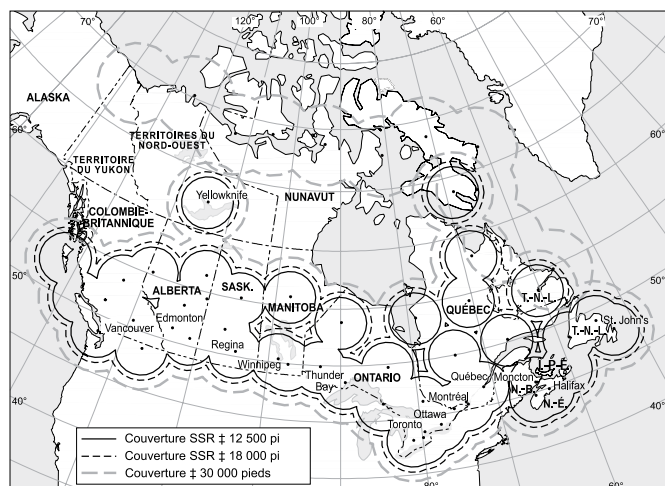 120°
100°
80°
60°
70°
70°
ALASKA
60°
TERRITOIRES DU
NORD-OUEST
TERRITOIRE
DU YUKON
60°
Yellowknife
NUNAVUT
COLOMBIE-
BRITANNIQUE
50°
ALBERTA
SASK.
MANITOBA
QUÉBEC
T.-N.-L.
St. John's
T.-N.-L.
50°
Vancouver
Edmonton
Regina
Winnipeg
Thunder
Bay
ONTARIO
Québec
Moncton
Î.-P.-É.
N.-B.
Halifax
N.-É.
Montréal
Ottawa
Toronto
40°
40°
80°
60°
Couverture SSR ‡ 12 500 pi
Couverture SSR ‡ 18 000 pi
Couverture ‡ 30 000 pieds